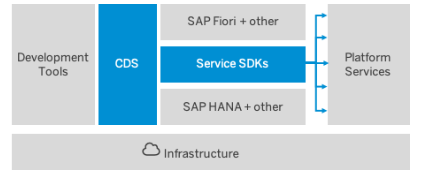 Development
Tools
CDS
SAP Fiori + other
Service SDKs
SAP HANA + other
Platform
Services
Infrastructure